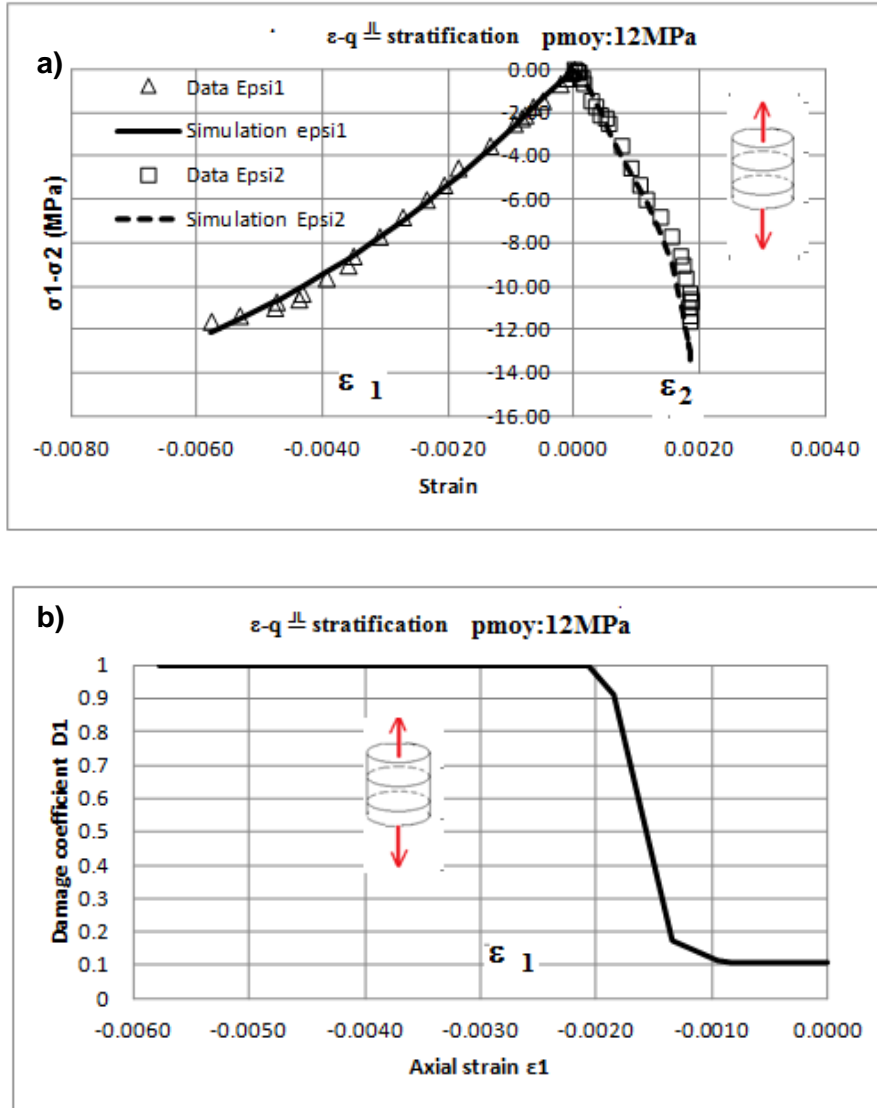 ε-q ╩ stratification pmoy:12MPa
a)
Data Epsi1
Simulation epsi1
Data Epsi2
Simulation Epsi2
σ1-σ2 (MPa)
0.00
-2.00
-4.00
-6.00
-8.00
-10.00
-12.00
-14.00
-16.00
ε 1
ε2
-0.0080 -0.0060 -0.0040 -0.0020 0.0000 0.0020 0.0040
Strain
b)
ε-q ╩ stratification pmoy:12MPa
Damage coefficient D1
1
0.9
0.8
0.7
0.6
0.5
0.4
0.3
0.2
0.1
0
ε 1
-0.0060 -0.0050 -0.0040 -0.0030 -0.0020 -0.0010 0.0000
Axial strain ε1